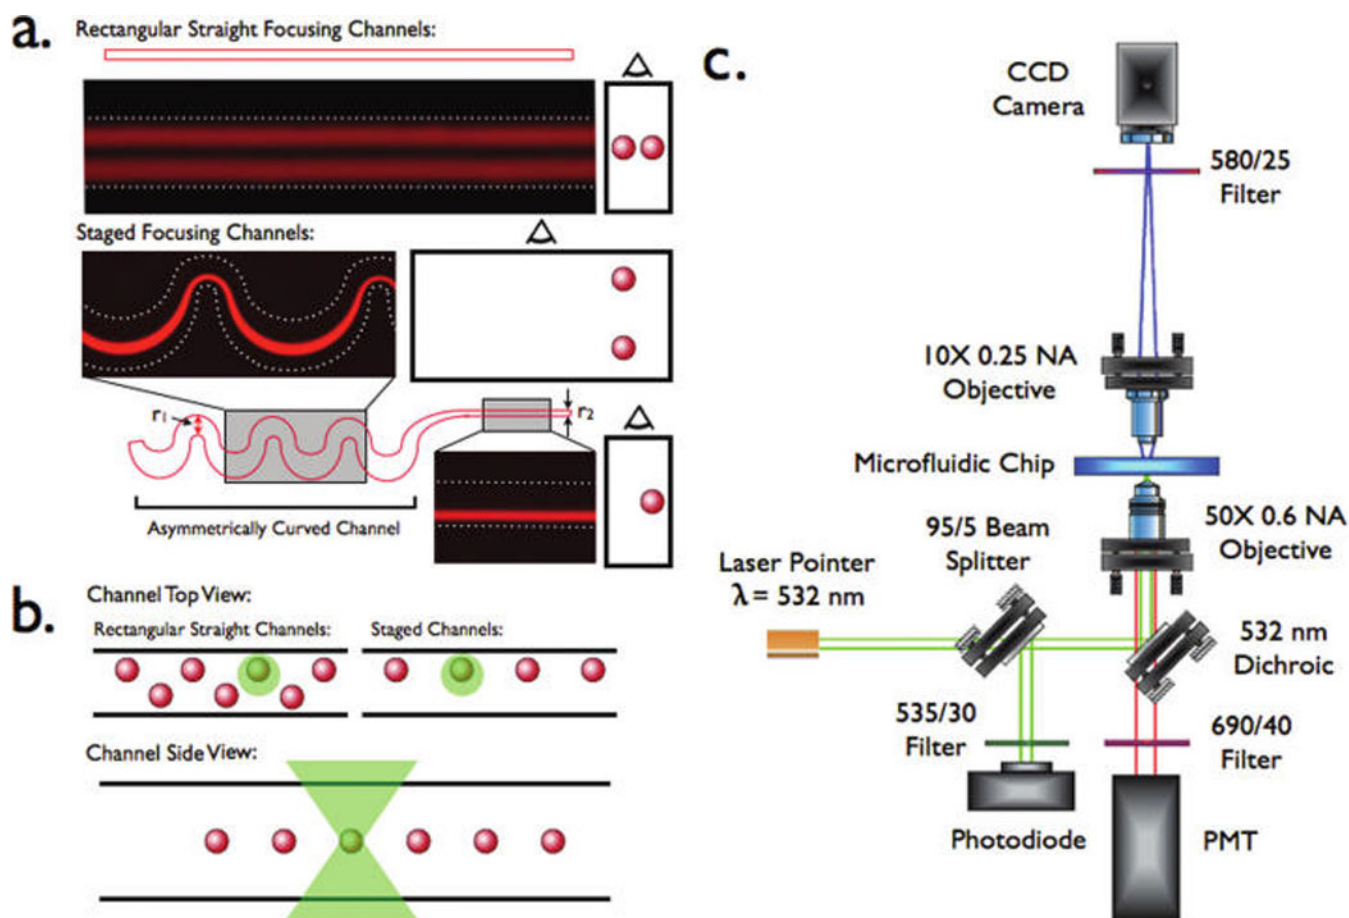 a.
Rectangular Straight Focusing Channels:
Staged Focusing Channels:
r1
r2
Asymmetrically Curved Channel
b.
Channel Top View:
Rectangular Straight Channels:
Staged Channels:
Channel Side View:
c.
CCD
Camera
580/25
Filter
10X 0.25 NA
Objective
Microfluidic Chip
50X 0.6 NA
Objective
95/5 Beam
Splitter
Laser Pointer
λ = 532 nm
532 nm
Dichroic
535/30
Filter
690/40
Filter
Photodiode
PMT